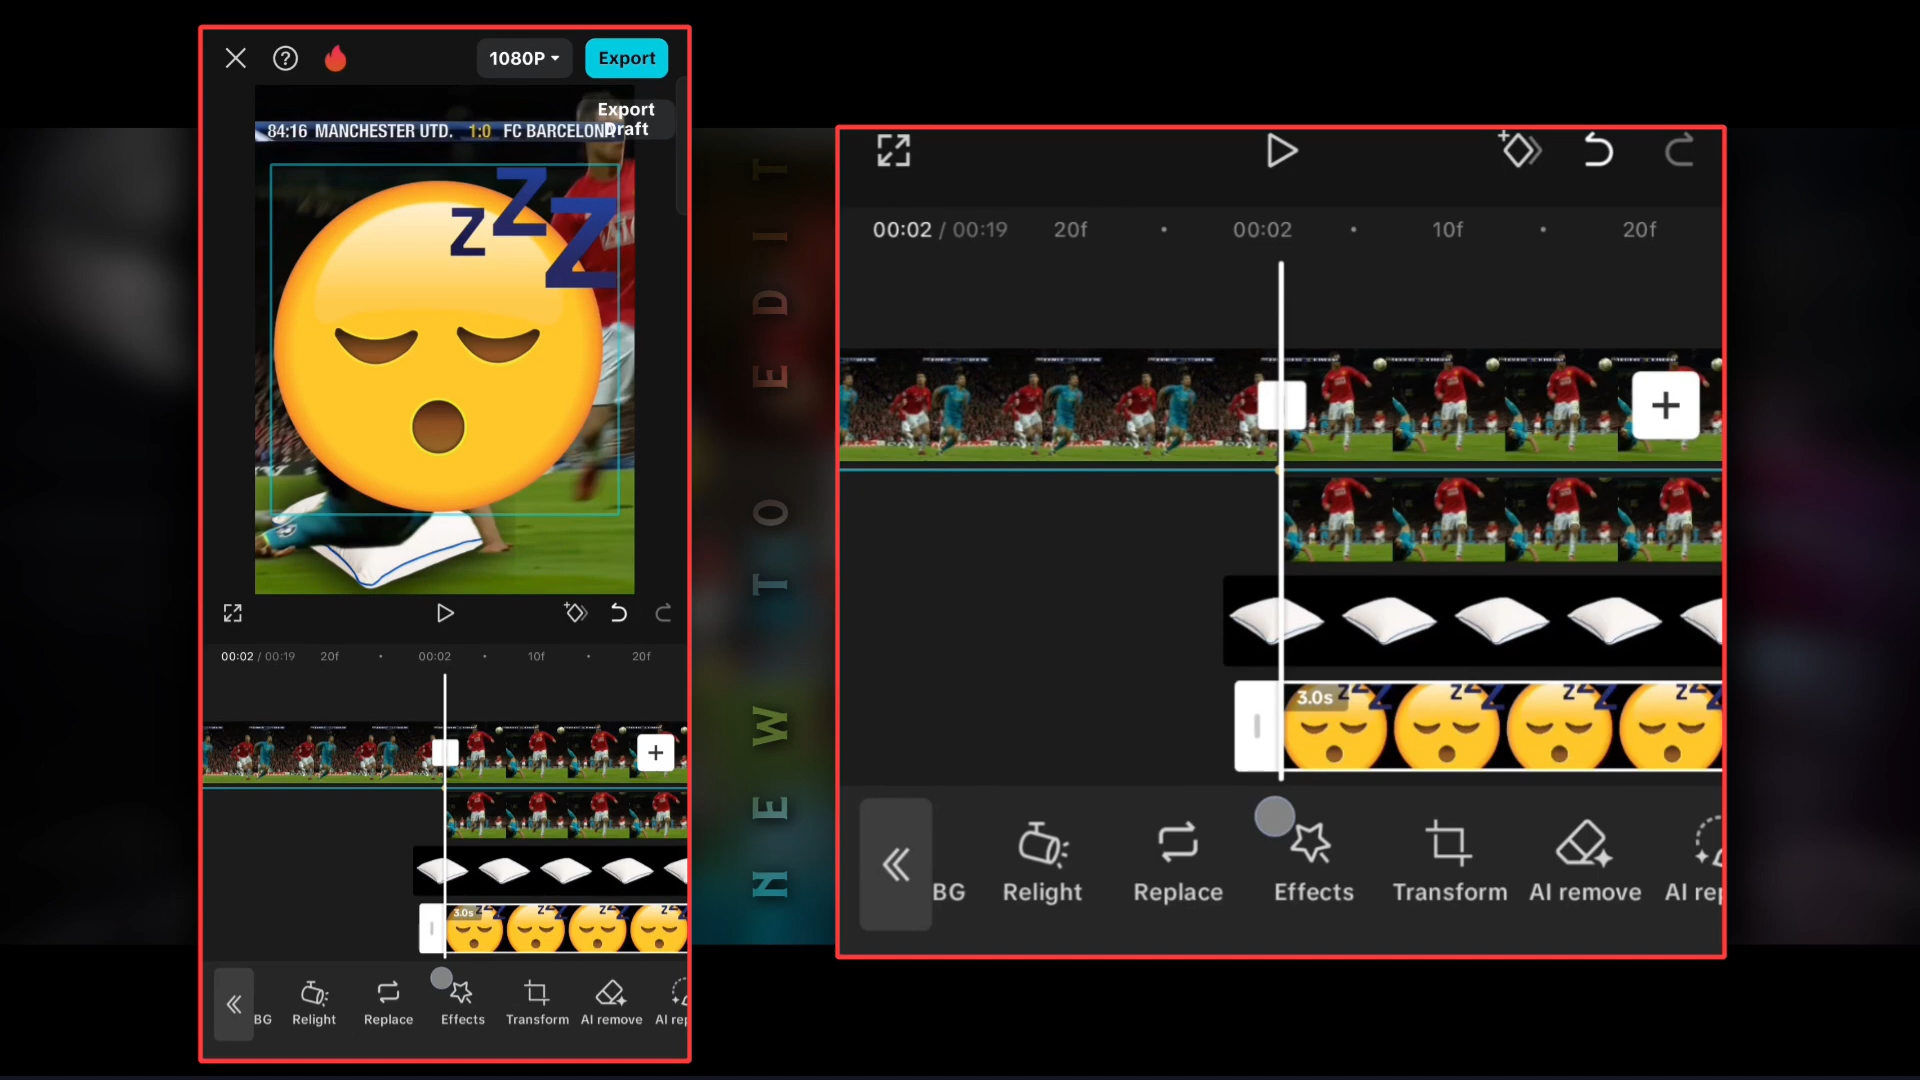 1080P
Export
Export
Draft
84:16 MANCHESTER UTD. 1:0 FC BARCELONA
00:02 / 00:19 20f 00:02 10f 20f
3.0s
BG Relight Replace Effects Transform AI remove AI rep
NEW TO EDIT
00:02 / 00:19 20f 00:02 10f 20f
3.0s
BG Relight Replace Effects Transform AI remove AI rep